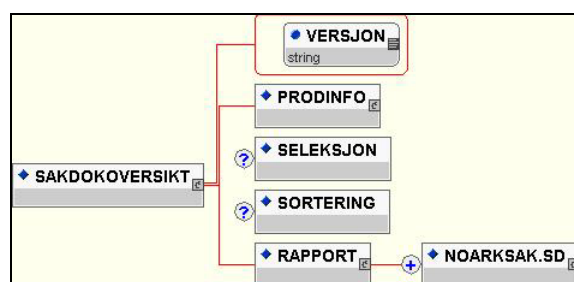 VERSJON
string
PRODINFO
? SELEKSJON
SAKDOKOVERSIKT
? SORTERING
RAPPORT + NOARKSAK.SD